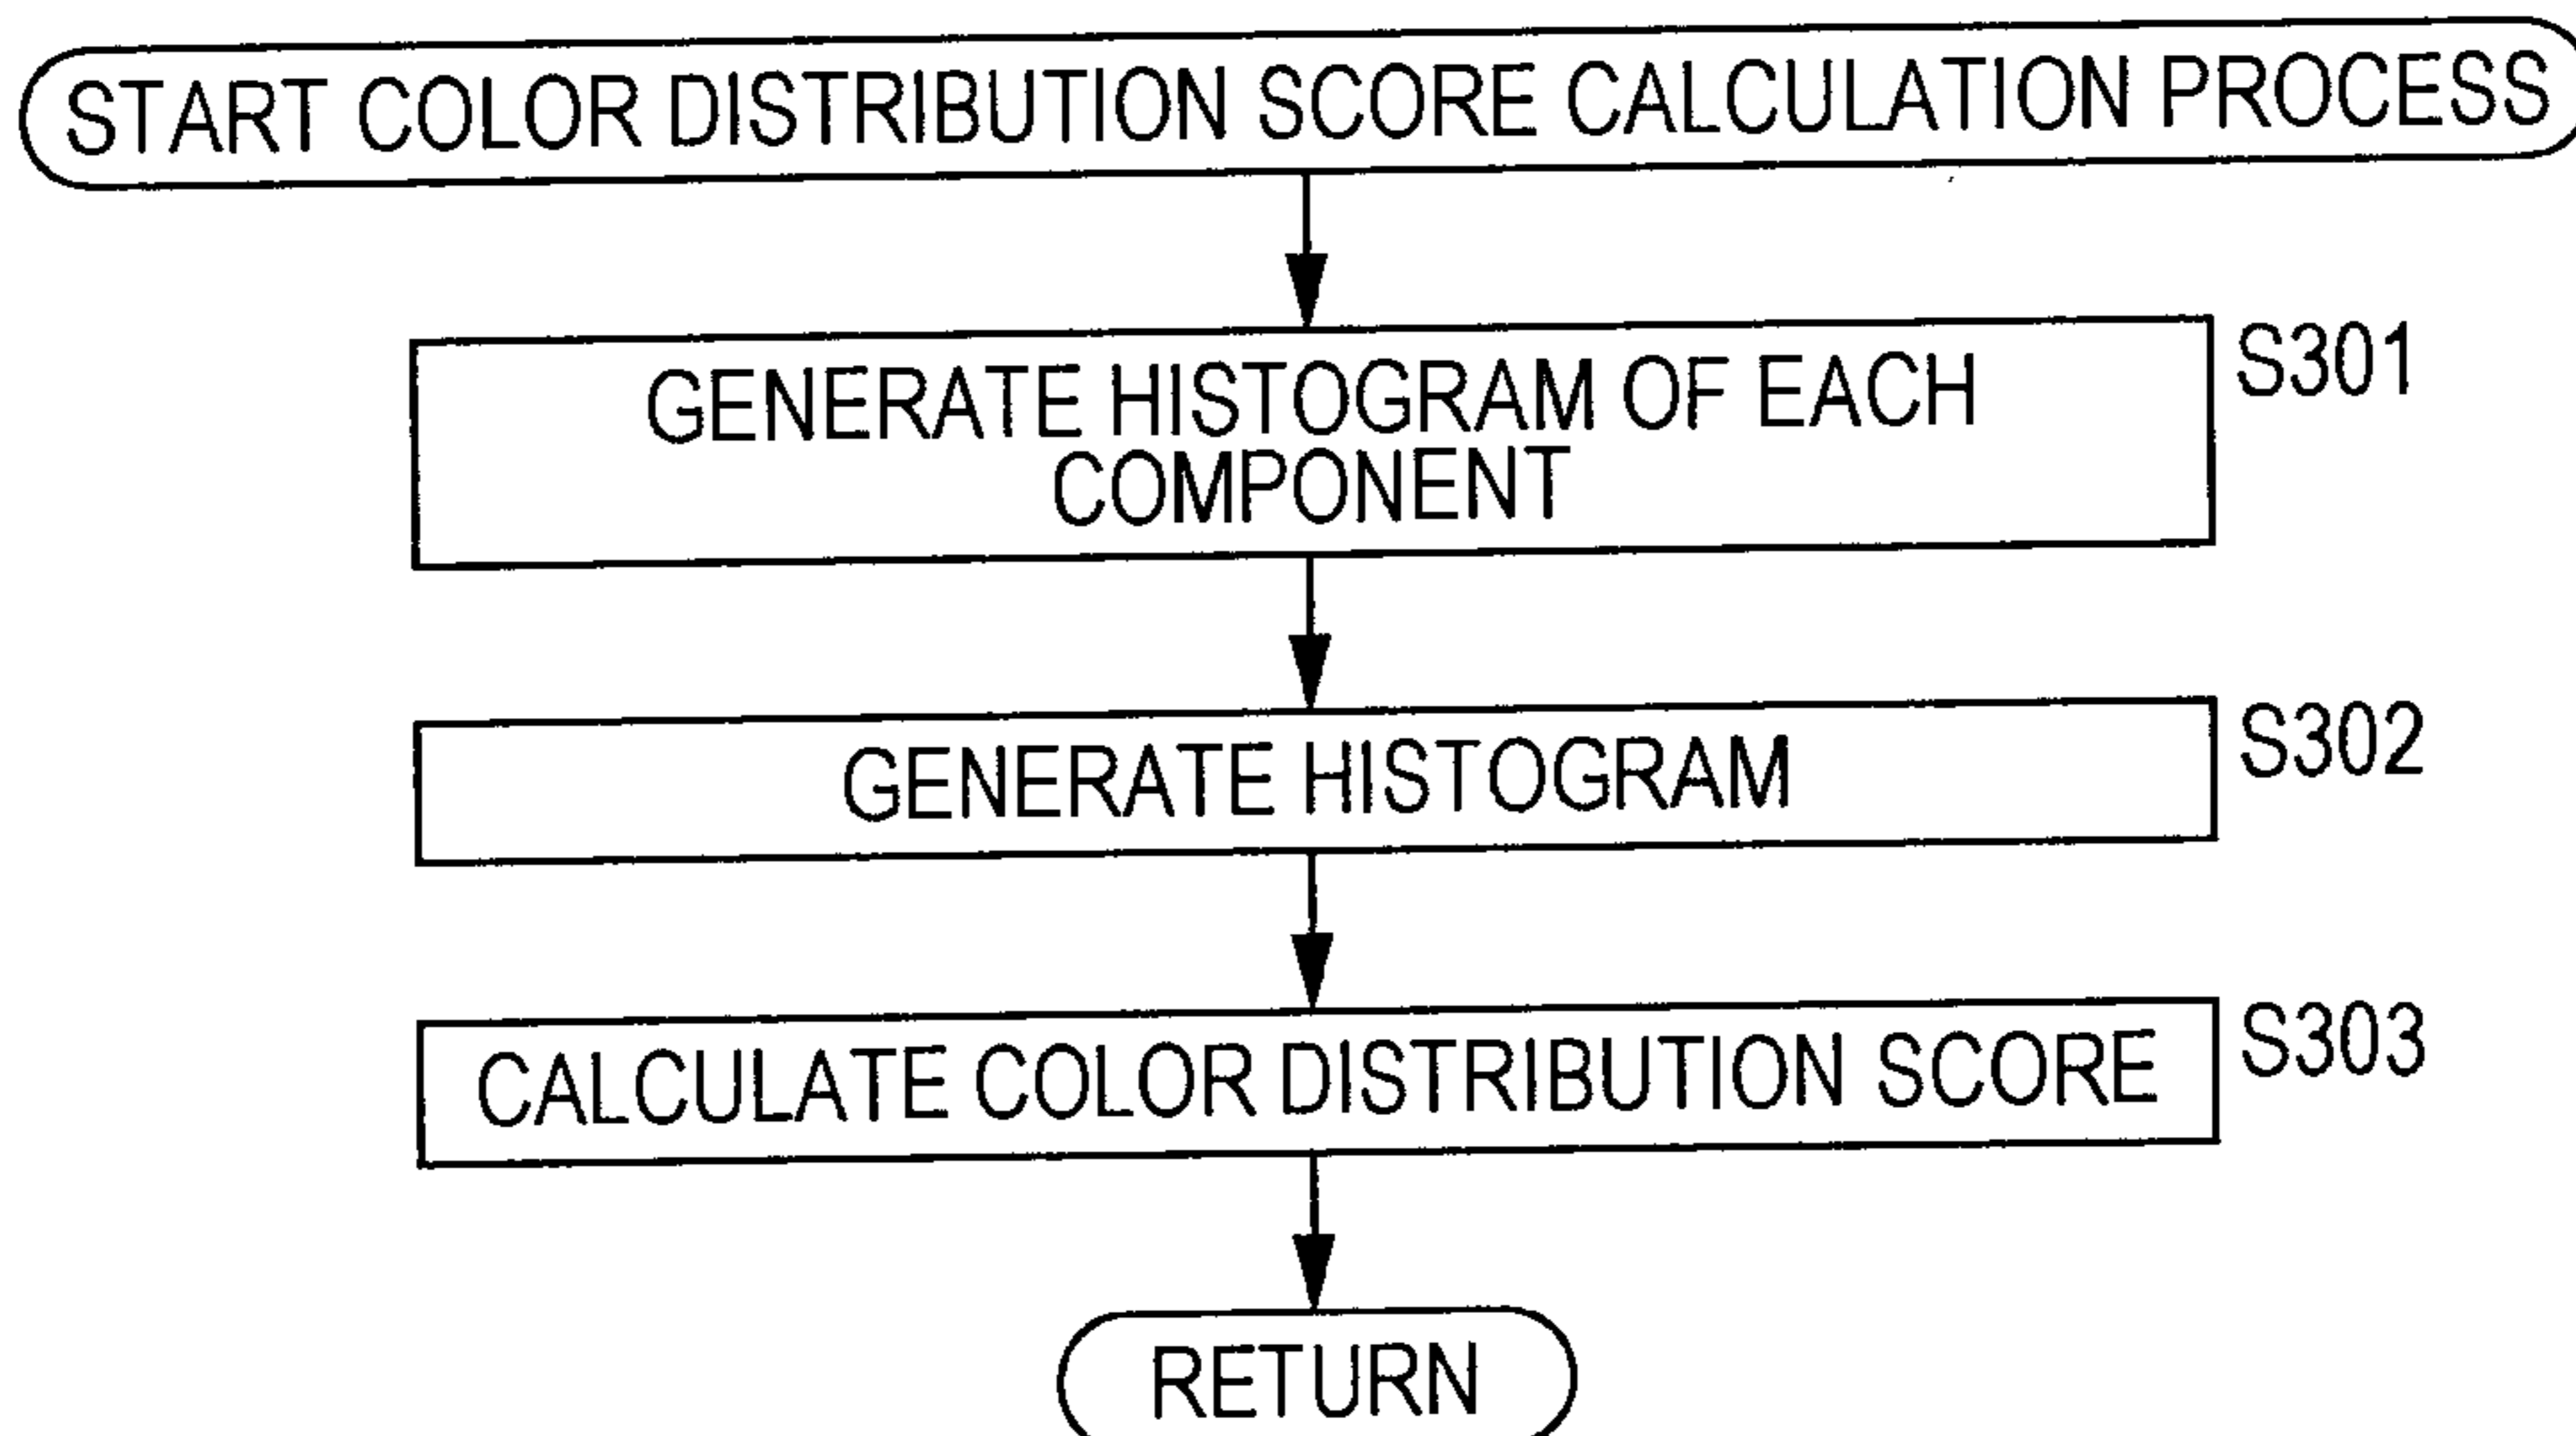 START COLOR DISTRIBUTION SCORE CALCULATION PROCESS
GENERATE HISTOGRAM OF EACH
COMPONENT
S301
GENERATE HISTOGRAM
S302
CALCULATE COLOR DISTRIBUTION SCORE
S303
RETURN